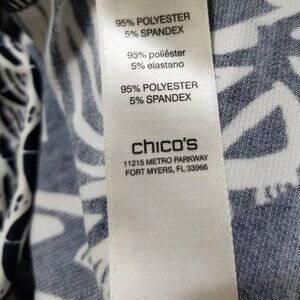 95% POLYESTER
5% SPANDEX
95% poliéster
5% elastano
95% POLYESTER
5% SPANDEX
chico's
11215 METRO PARKWAY
FORT MYERS, FL 33966